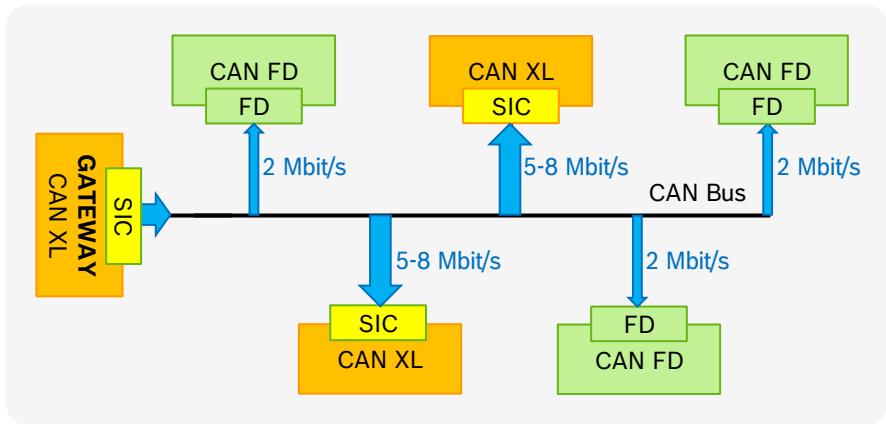 CAN FD
FD
2 Mbit/s
CAN XL
SIC
5-8 Mbit/s
CAN FD
FD
2 Mbit/s
GATEWAY
CAN XL
SIC
CAN Bus
5-8 Mbit/s
SIC
CAN XL
2 Mbit/s
FD
CAN FD